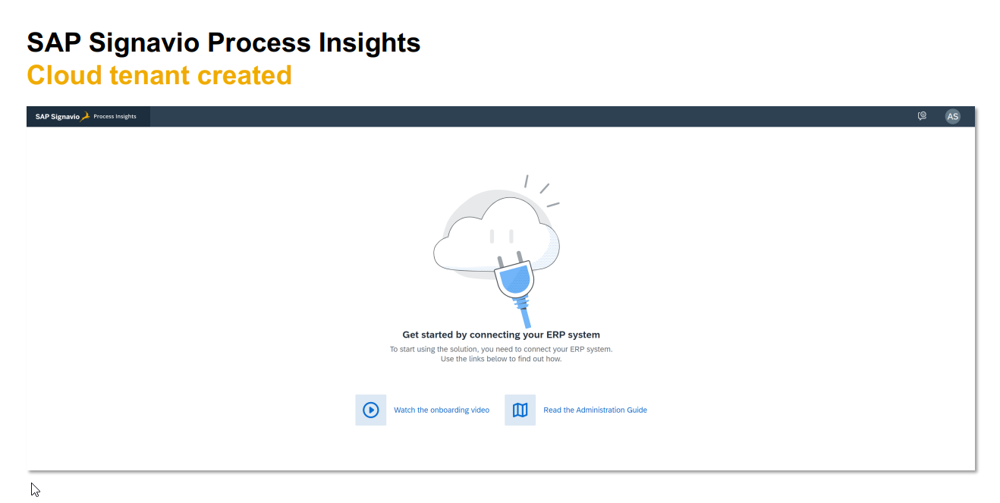 SAP Signavio Process Insights
Cloud tenant created
SAP Signavio Process Insights
AS
Get started by connecting your ERP system
To start using the solution, you need to connect your ERP system.
Use the links below to find out how.
Watch the onboarding video
Read the Administration Guide